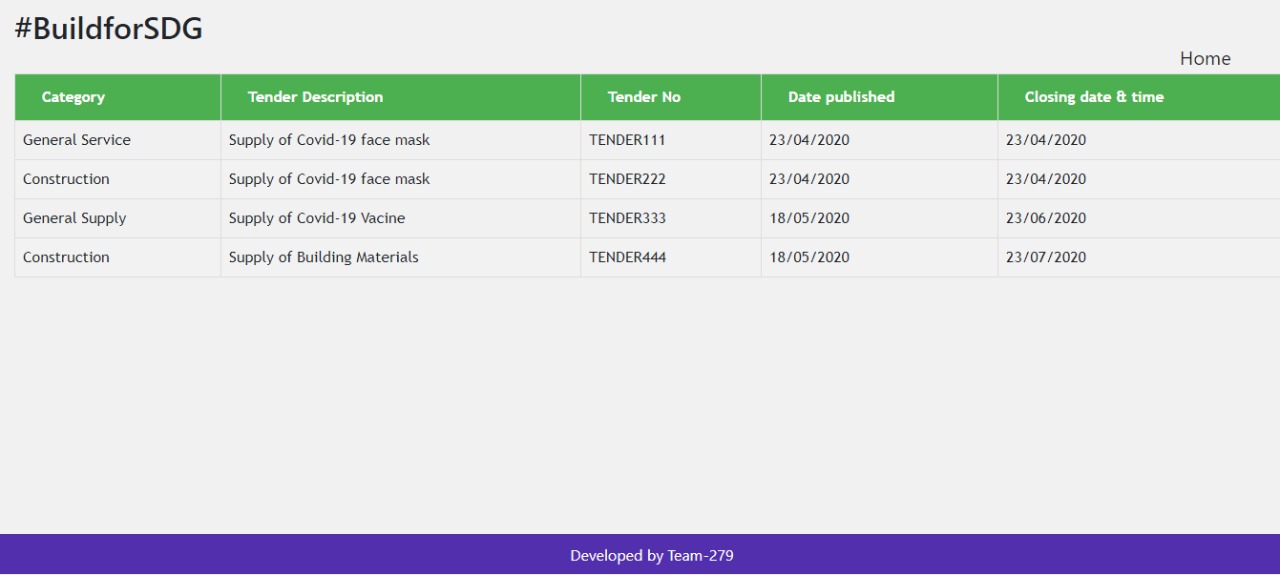 #BuildforSDG
Home
Category Tender Description Tender No Date published Closing date & time
General Service Supply of Covid-19 face mask TENDER111 23/04/2020 23/04/2020
Construction Supply of Covid-19 face mask TENDER222 23/04/2020 23/04/2020
General Supply Supply of Covid-19 Vacine TENDER333 18/05/2020 23/06/2020
Construction Supply of Building Materials TENDER444 18/05/2020 23/07/2020
Developed by Team-279